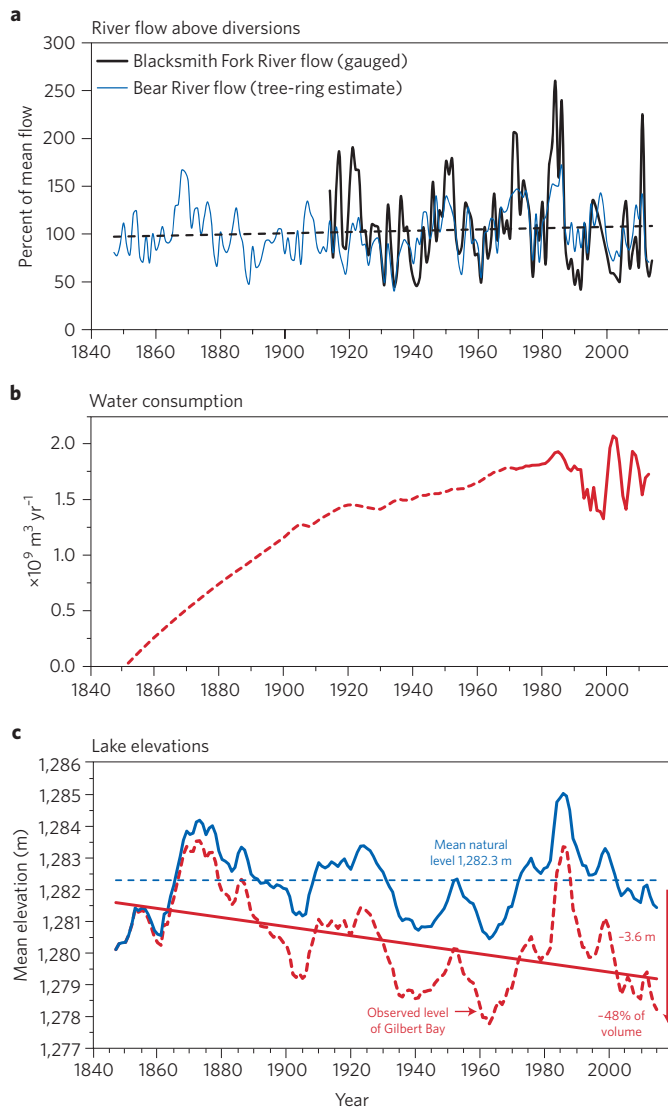 a
River flow above diversions
300
250
200
150
100
50
0
Percent of mean flow
Blacksmith Fork River flow (gauged)
Bear River flow (tree-ring estimate)
1840 1860 1880 1900 1920 1940 1960 1980 2000
b
Water consumption
2.0
1.5
1.0
0.5
0.0
×10⁹ m³ yr⁻¹
1840 1860 1880 1900 1920 1940 1960 1980 2000
c
Lake elevations
1,286
1,285
1,284
1,283
1,282
1,281
1,280
1,279
1,278
1,277
Mean elevation (m)
Mean natural
level 1,282.3 m
–3.6 m
Observed level
of Gilbert Bay
–48% of
volume
1840 1860 1880 1900 1920 1940 1960 1980 2000
Year